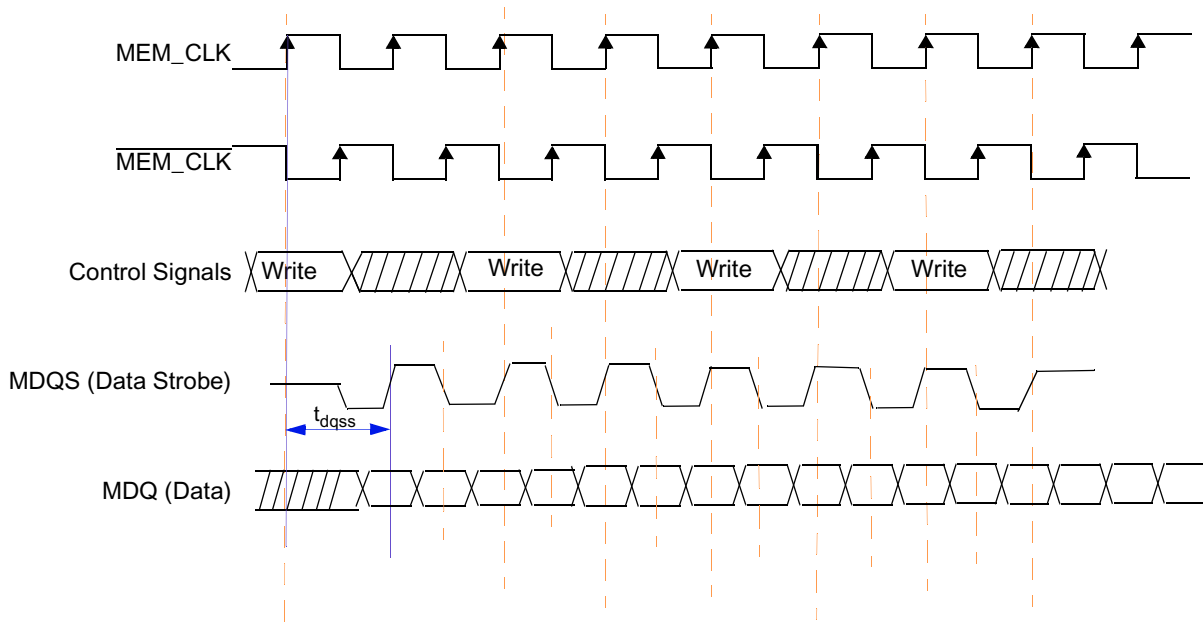 MEM_CLK
MEM_CLK
Control Signals Write Write Write Write
MDQS (Data Strobe)
tdqss
MDQ (Data)